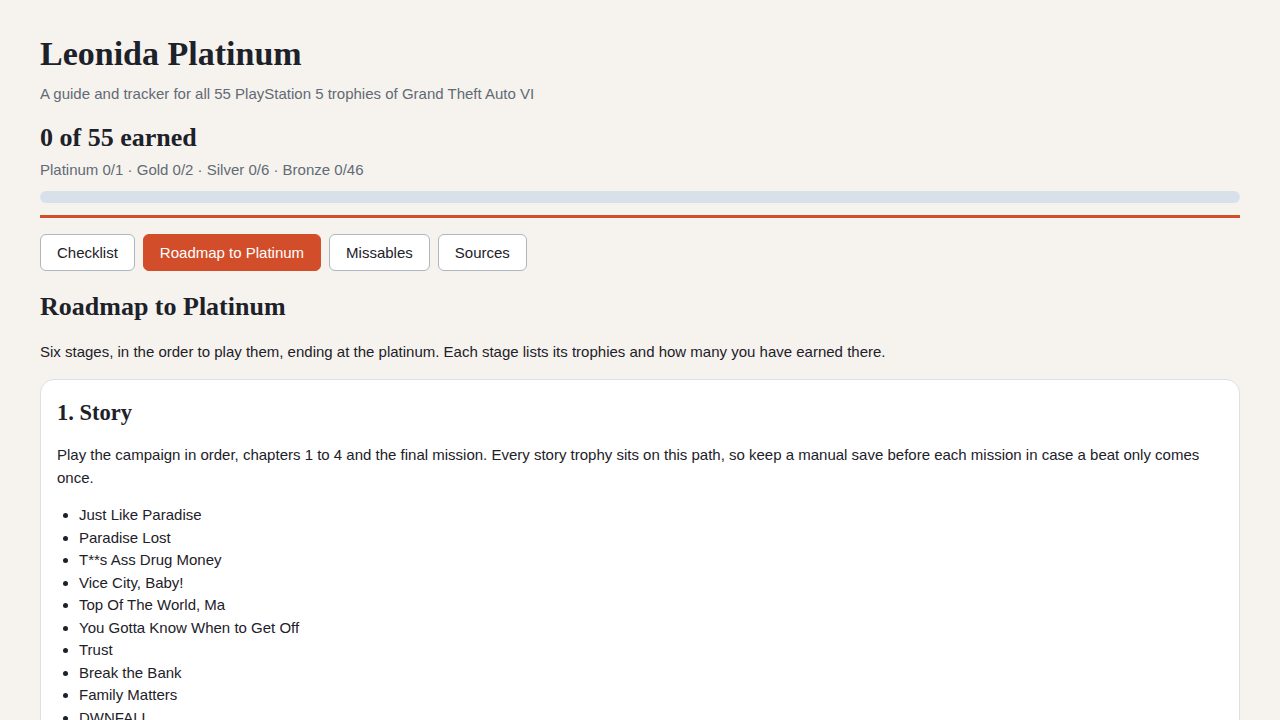 Leonida Platinum
A guide and tracker for all 55 PlayStation 5 trophies of Grand Theft Auto VI
0 of 55 earned
Platinum 0/1 · Gold 0/2 · Silver 0/6 · Bronze 0/46
Checklist
Roadmap to Platinum
Missables
Sources
Roadmap to Platinum
Six stages, in the order to play them, ending at the platinum. Each stage lists its trophies and how many you have earned there.
1. Story
Play the campaign in order, chapters 1 to 4 and the final mission. Every story trophy sits on this path, so keep a manual save before each mission in case a beat only comes
once.
Just Like Paradise
Paradise Lost
T**s Ass Drug Money
Vice City, Baby!
Top Of The World, Ma
You Gotta Know When to Get Off
Trust
Break the Bank
Family Matters
DWNFALL